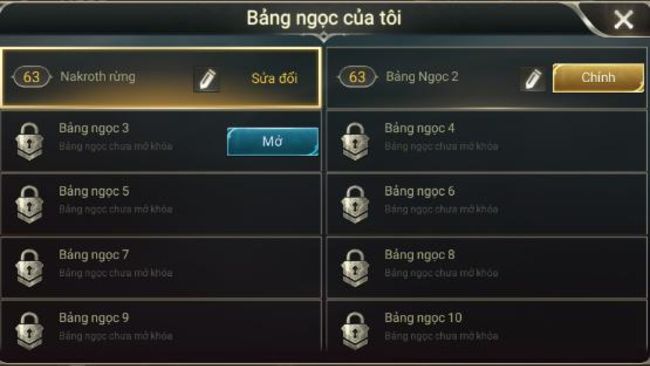 Bảng ngọc của tôi
63 Nakroth rừng Sửa đổi
63 Bảng Ngọc 2 Chính
Bảng ngọc 3
Bảng ngọc chưa mở khóa
Mở
Bảng ngọc 4
Bảng ngọc chưa mở khóa
Bảng ngọc 5
Bảng ngọc chưa mở khóa
Bảng ngọc 6
Bảng ngọc chưa mở khóa
Bảng ngọc 7
Bảng ngọc chưa mở khóa
Bảng ngọc 8
Bảng ngọc chưa mở khóa
Bảng ngọc 9
Bảng ngọc chưa mở khóa
Bảng ngọc 10
Bảng ngọc chưa mở khóa